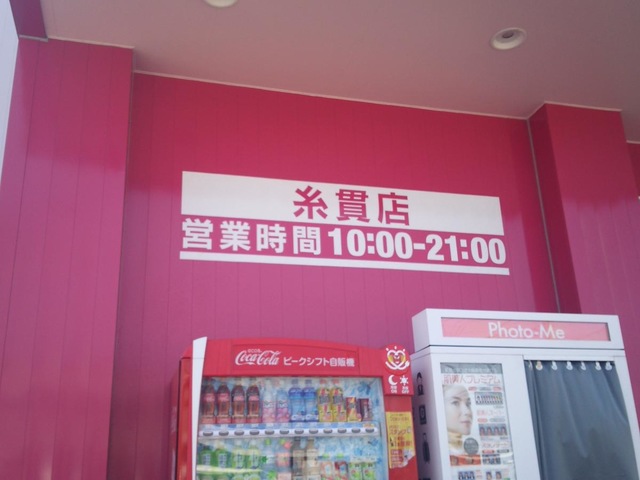 糸貫店
営業時間10:00-21:00
Coca-Cola ピークシフト自販機
Photo-Me